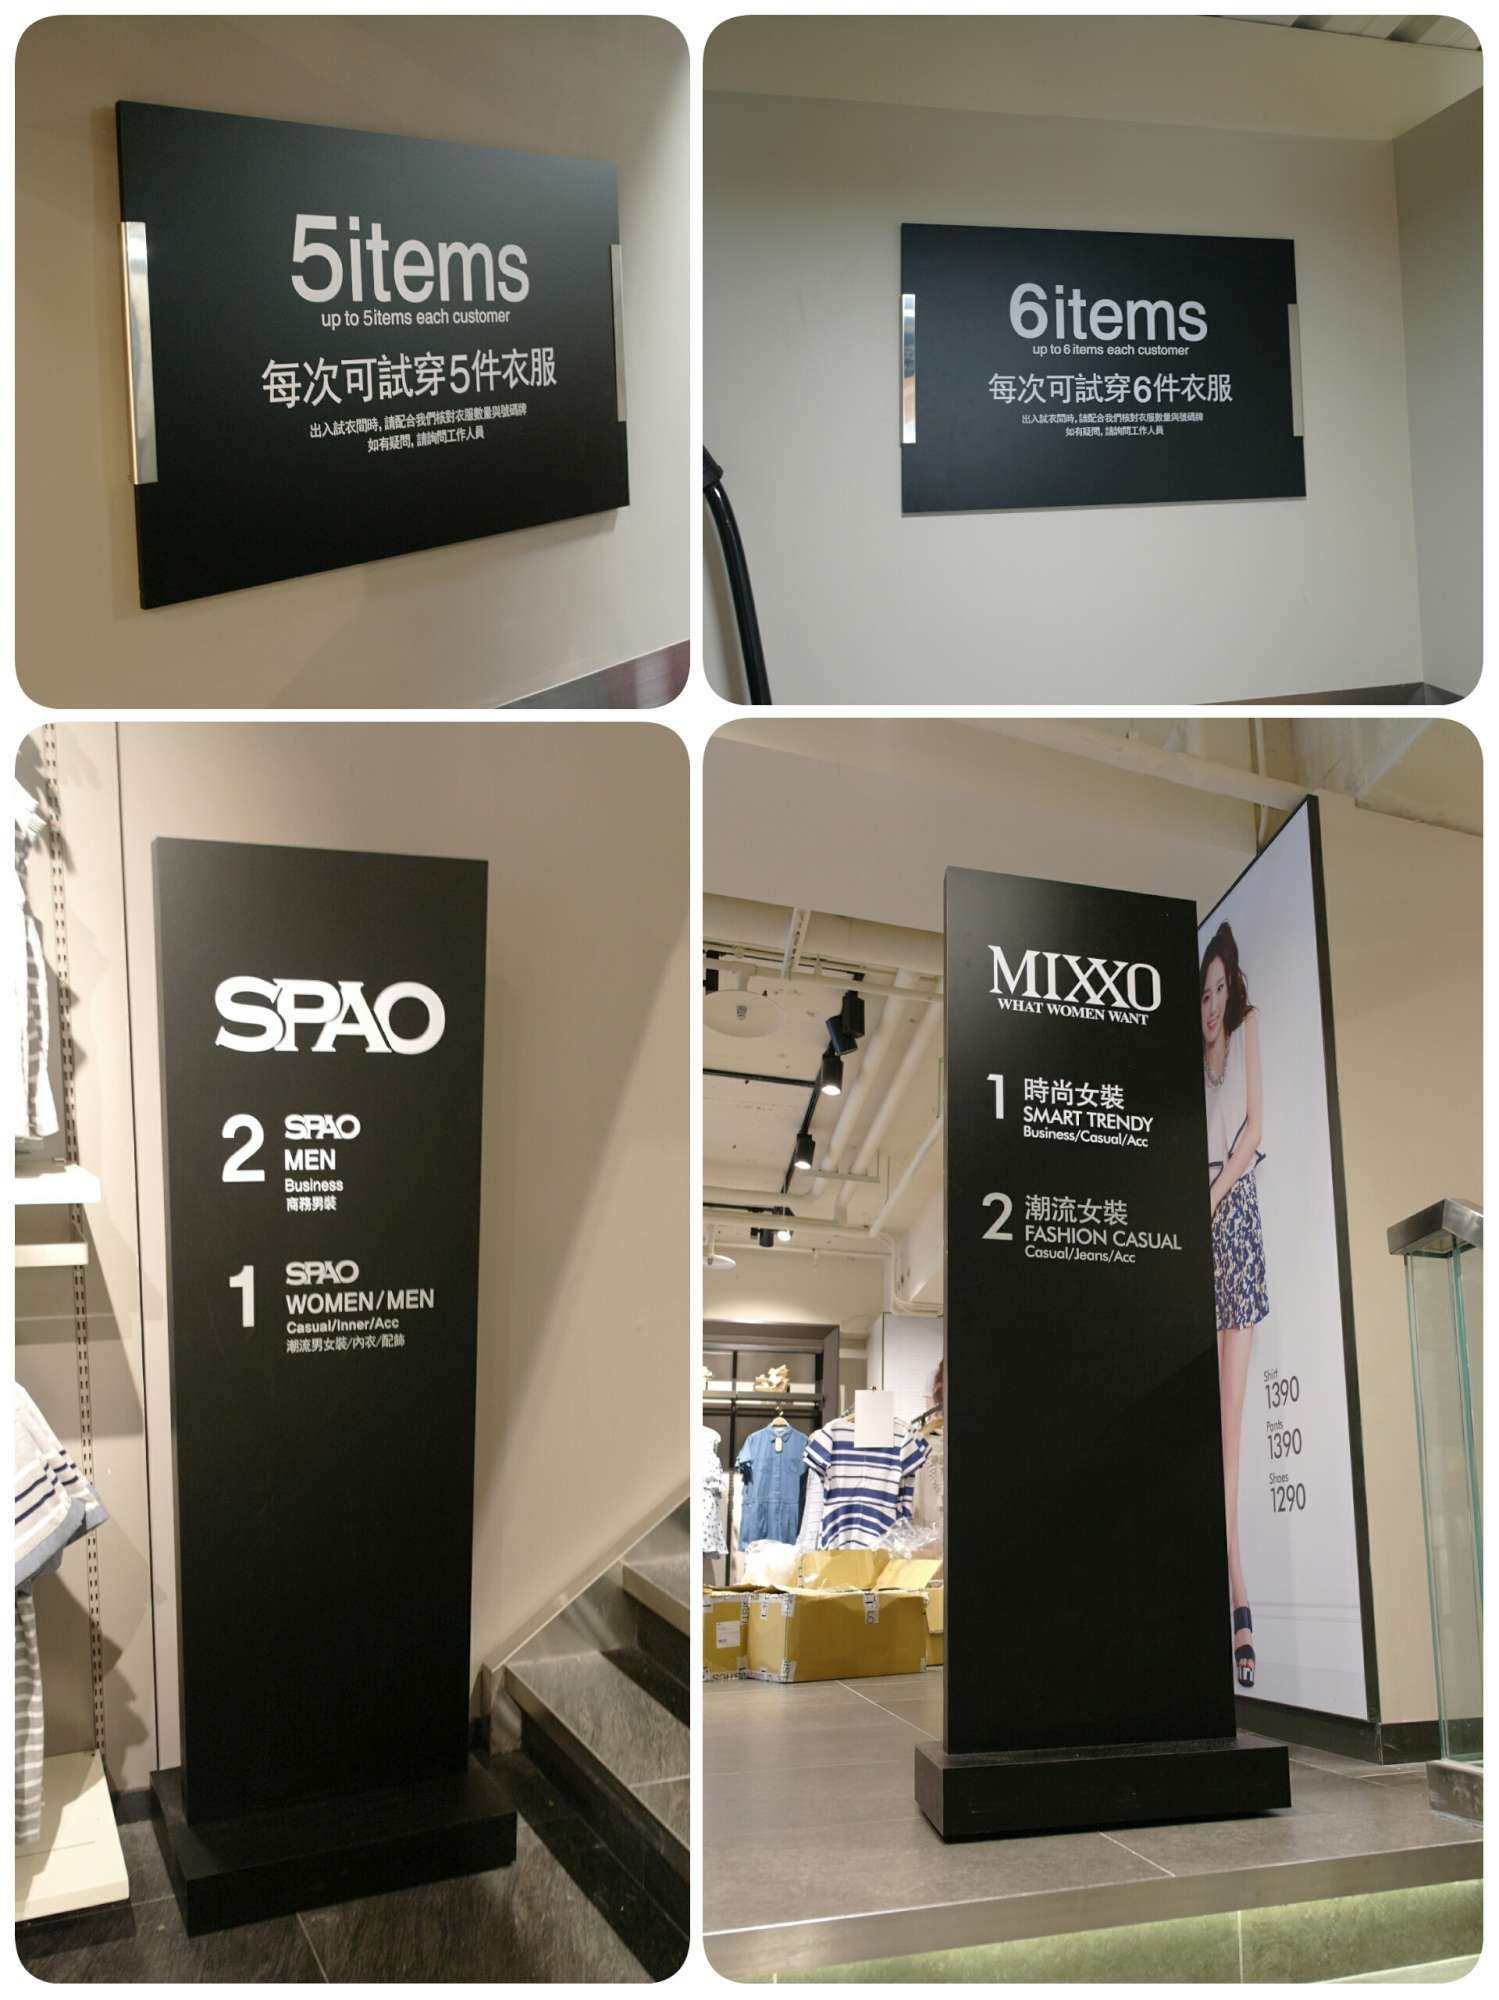 5items
up to 5items each customer
每次可試穿5件衣服
出入試衣間時，請配合我們核對衣服數量與號碼牌
如有疑問，請詢問工作人員
6items
up to 6 items each customer
每次可試穿6件衣服
出入試衣間時，請配合我們核對衣服數量與號碼牌
如有疑問，請詢問工作人員
SPAO
2 SPAO
MEN
Business
商務男裝
1 SPAO
WOMEN/MEN
Casual/Inner/Acc
潮流男女裝/內衣/配飾
MIXXO
WHAT WOMEN WANT
1 時尚女裝
SMART TRENDY
Business/Casual/Acc
2 潮流女裝
FASHION CASUAL
Casual/Jeans/Acc
Shirt
1390
Pants
1390
Shoes
1290